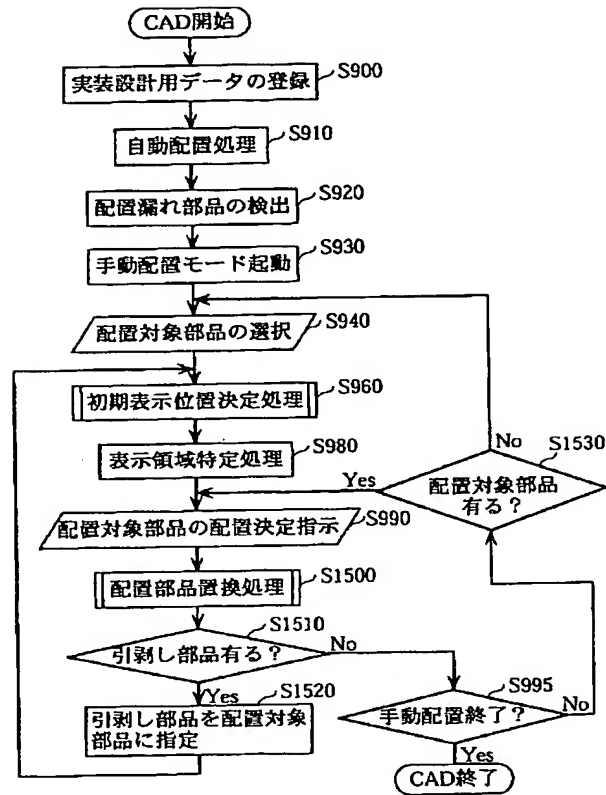 CAD開始
実装設計用データの登録
S900
自動配置処理
S910
配置漏れ部品の検出
S920
手動配置モード起動
S930
配置対象部品の選択
S940
初期表示位置決定処理
S960
表示領域特定処理
S980
配置対象部品の配置決定指示
S990
配置部品置換処理
S1500
引剥し部品有る?
S1510
No
Yes
引剥し部品を配置対象
部品に指定
S1520
手動配置終了?
S995
No
Yes
CAD終了
配置対象部品
有る?
S1530
No
Yes